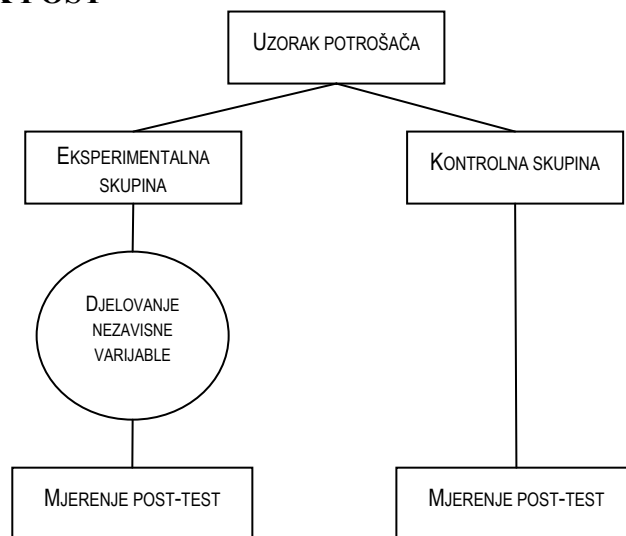 POST
UZORAK POTROŠAČA
EKSPERIMENTALNA
SKUPINA
KONTROLNA SKUPINA
DJELOVANJE
NEZAVISNE
VARIJABLE
MJERENJE POST-TEST
MJERENJE POST-TEST